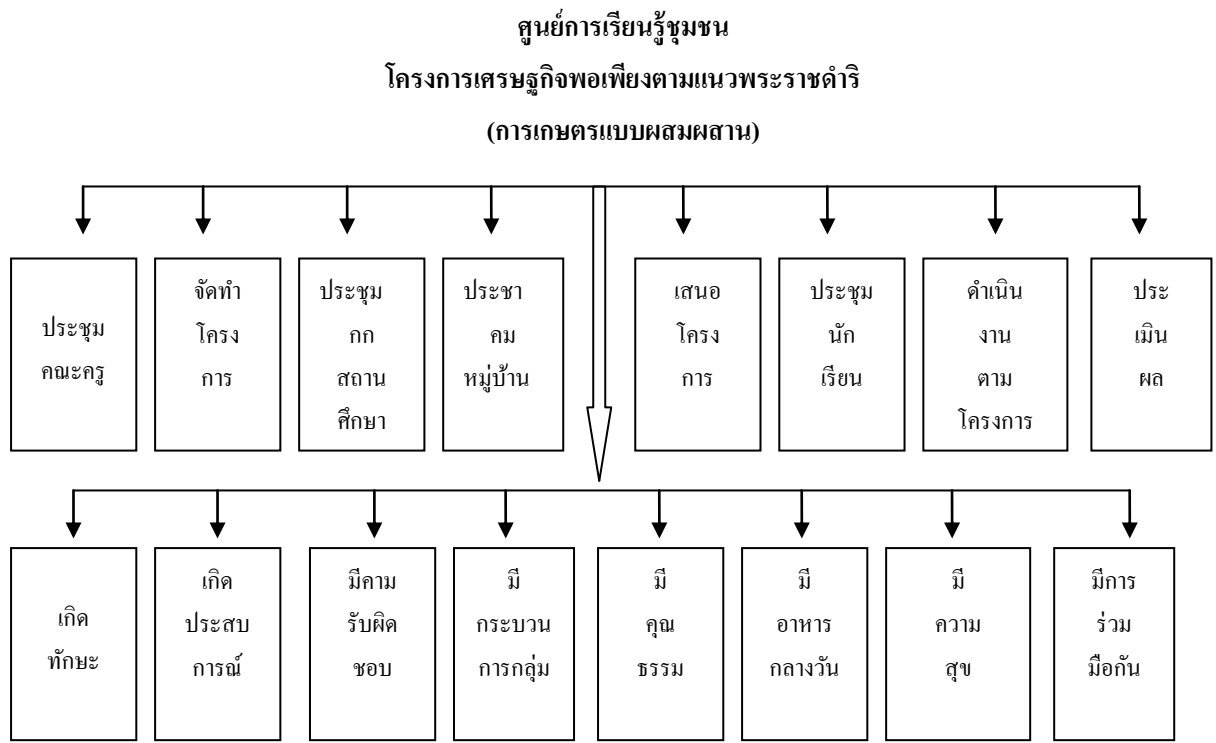 ศูนย์การเรียนรู้ชุมชน
โครงการเศรษฐกิจพอเพียงตามแนวพระราชดำริ
(การเกษตรแบบผสมผสาน)
ประชุม
คณะครู
จัดทำ
โครง
การ
ประชุม
กก
สถาน
ศึกษา
ประชา
คม
หมู่บ้าน
เสนอ
โครง
การ
ประชุม
นัก
เรียน
ดำเนิน
งาน
ตาม
โครงการ
ประ
เมิน
ผล
เกิด
ทักษะ
เกิด
ประสบ
การณ์
มีคาม
รับผิด
ชอบ
มี
กระบวน
การกลุ่ม
มี
คุณ
ธรรม
มี
อาหาร
กลางวัน
มี
ความ
สุข
มีการ
ร่วม
มือกัน